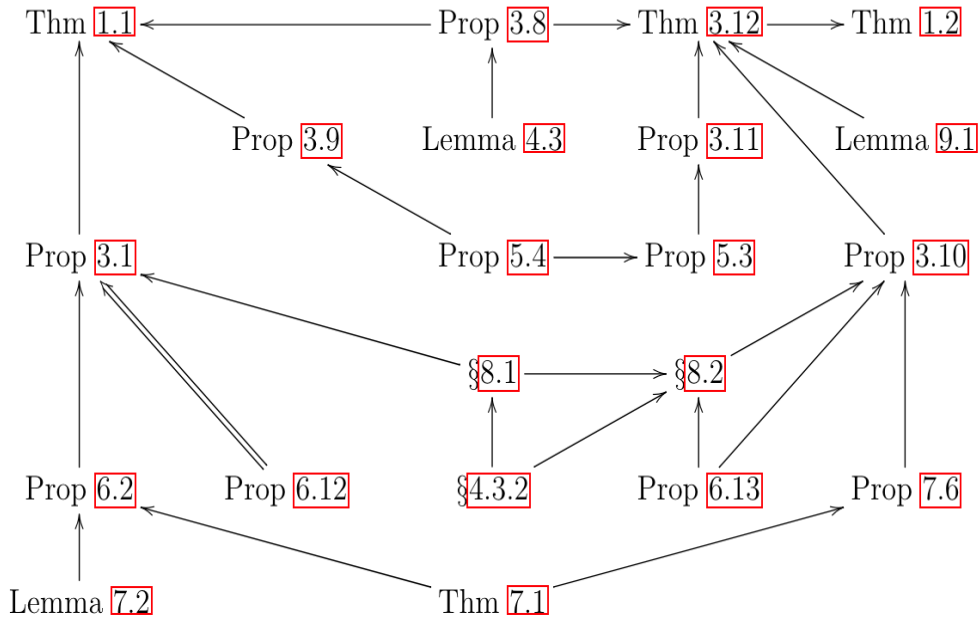 Thm 1.1 Prop 3.8 Thm 3.12 Thm 1.2
Prop 3.9 Lemma 4.3 Prop 3.11 Lemma 9.1
Prop 3.1 Prop 5.4 Prop 5.3 Prop 3.10
§8.1 §8.2
Prop 6.2 Prop 6.12 §4.3.2 Prop 6.13 Prop 7.6
Lemma 7.2 Thm 7.1